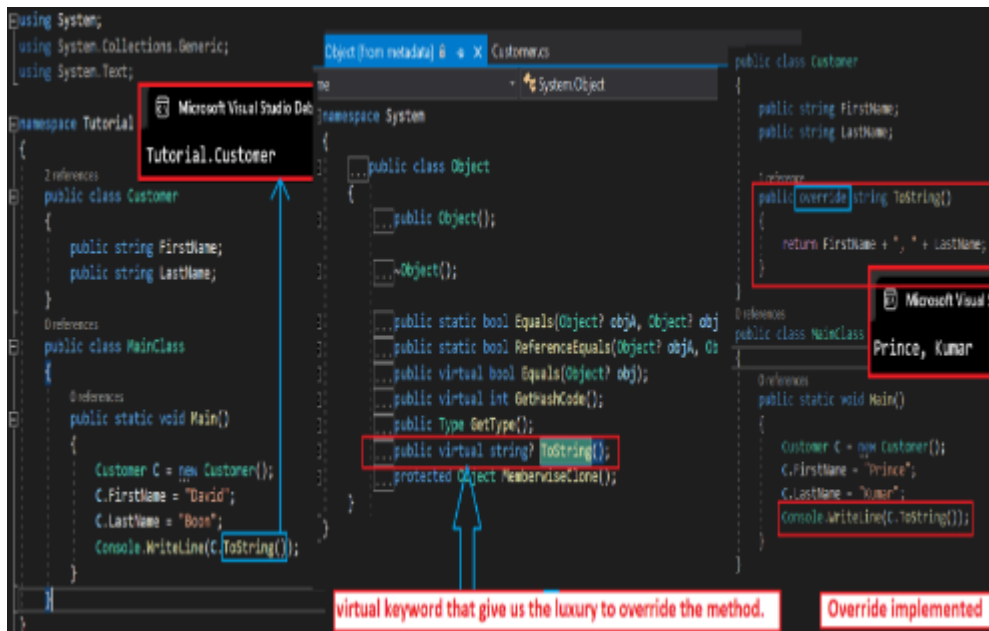 using System;
using System.Collections.Generic;
using System.Text;
namespace Tutorial
{
2 references
public class Customer
{
public string FirstName;
public string LastName;
}
0 references
public class MainClass
{
0 references
public static void Main()
{
Customer C = new Customer();
C.FirstName = "David";
C.LastName = "Boon";
Console.WriteLine(C.ToString());
}
}
}
Microsoft Visual Studio Deb
Tutorial.Customer
Object [from metadata]
Customer.cs
me
System.Object
namespace System
{
...public class Object
{
...public Object();
...~Object();
...public static bool Equals(Object? objA, Object? obj
...public static bool ReferenceEquals(Object? objA, Ob
...public virtual bool Equals(Object? obj);
...public virtual int GetHashCode();
...public Type GetType();
...public virtual string? ToString();
...protected Object MemberwiseClone();
}
}
virtual keyword that give us the luxury to override the method.
public class Customer
{
public string FirstName;
public string LastName;
1 reference
public override string ToString()
{
return FirstName + ", " + LastName;
}
}
Microsoft Visual S
Prince, Kumar
0 references
public class MainClass
{
0 references
public static void Main()
{
Customer C = new Customer();
C.FirstName = "Prince";
C.LastName = "Kumar";
Console.WriteLine(C.ToString());
}
}
Override implemented